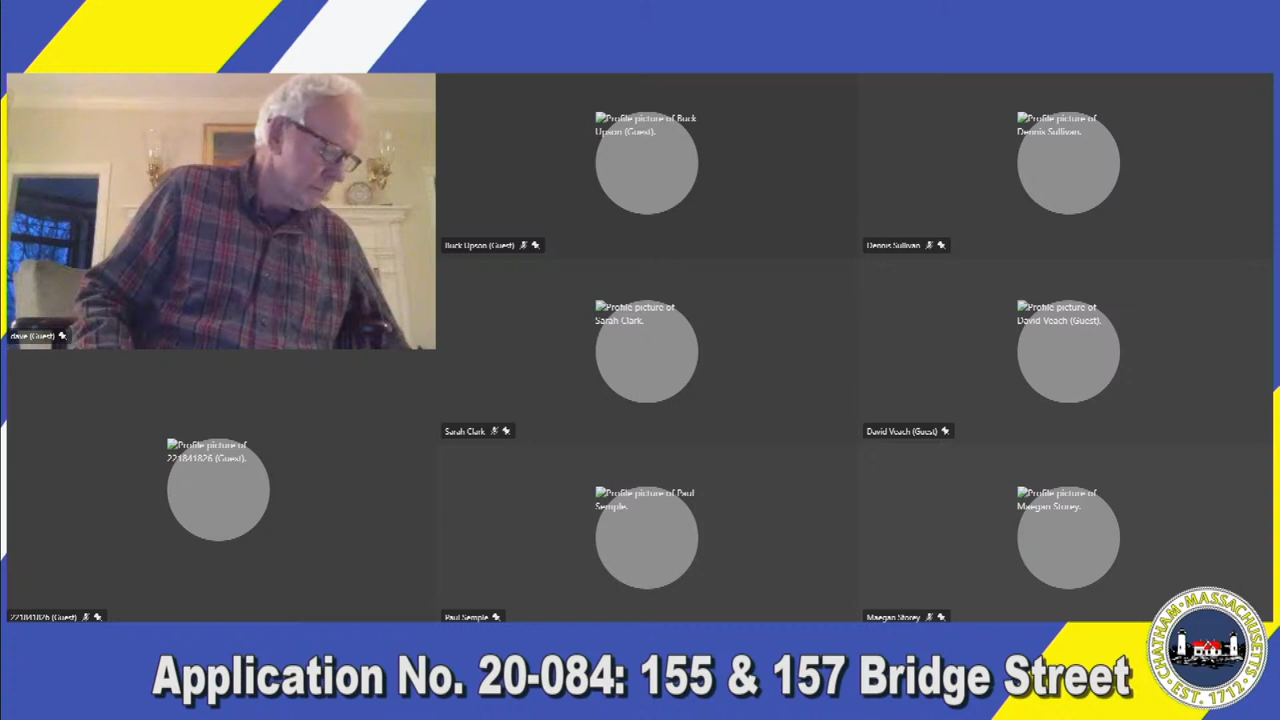 Profile picture of Buck
Upson (Guest).
Profile picture of
Dennis Sullivan.
Buck Upson (Guest)
Dennis Sullivan
Profile picture of
Sarah Clark.
Profile picture of
David Veach (Guest).
dave (Guest)
Sarah Clark
David Veach (Guest)
Profile picture of
221841826 (Guest).
Profile picture of Paul
Semple.
Profile picture of
Maegan Storey.
221841826 (Guest)
Paul Semple
Maegan Storey
Application No. 20-084: 155 & 157 Bridge Street
CHATHAM, MASSACHUSETTS
EST. 1712